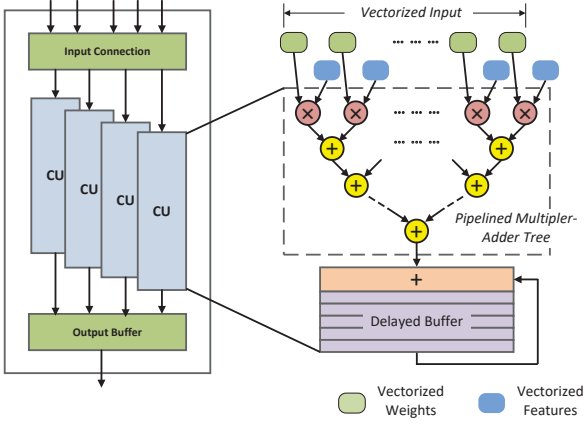 Vectorized Input
Input Connection
... ...
... ...
... ...
×
×
×
×
+
+
+
+
+
CU
CU
CU
CU
Pipelined Multipler-
Adder Tree
+
Delayed Buffer
Output Buffer
Vectorized
Weights
Vectorized
Features